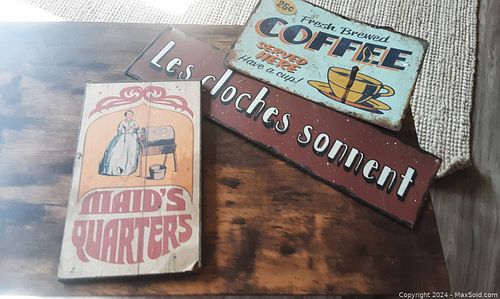 25¢
Fresh Brewed
COFFEE
SERVED
HERE
Have a cup!
Les cloches sonnent
MAID'S
QUARTERS
Copyright © 2024 - MaxSold.com